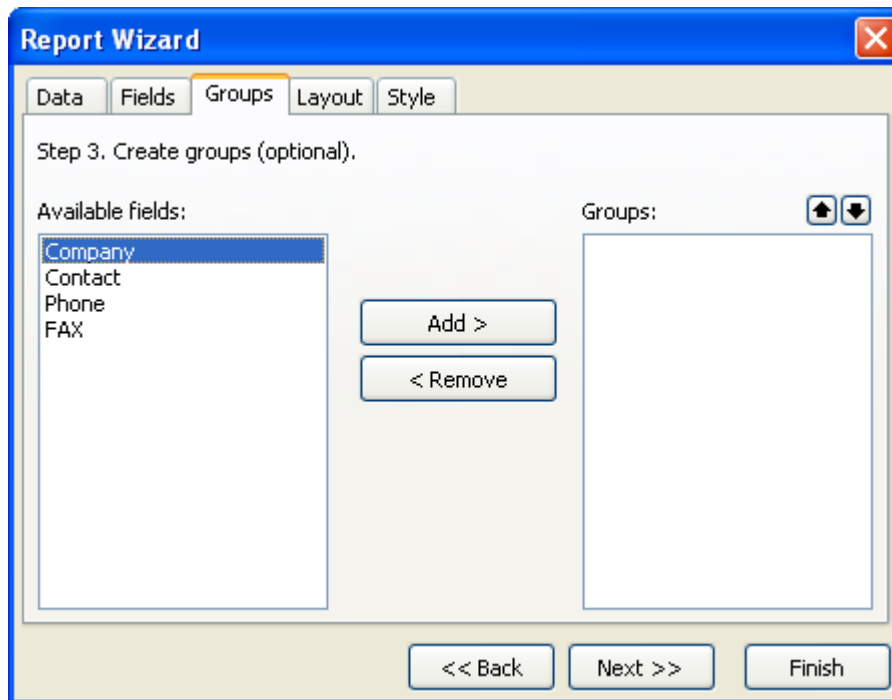 Report Wizard
Data Fields Groups Layout Style
Step 3. Create groups (optional).
Available fields: Groups:
Company
Contact
Phone
FAX
Add >
< Remove
<< Back Next >> Finish